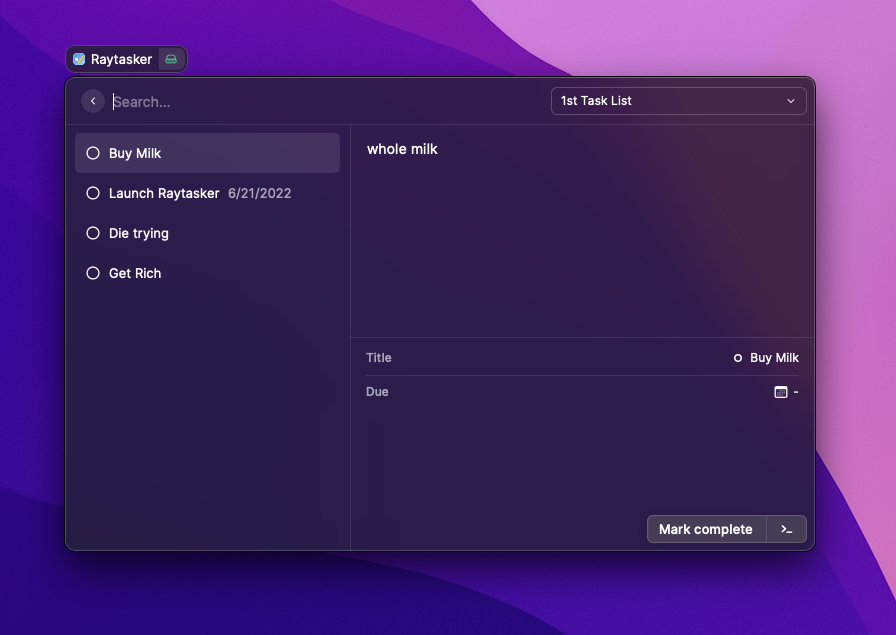 Raytasker
Search...
1st Task List
Buy Milk
Launch Raytasker 6/21/2022
Die trying
Get Rich
whole milk
Title Buy Milk
Due -
Mark complete